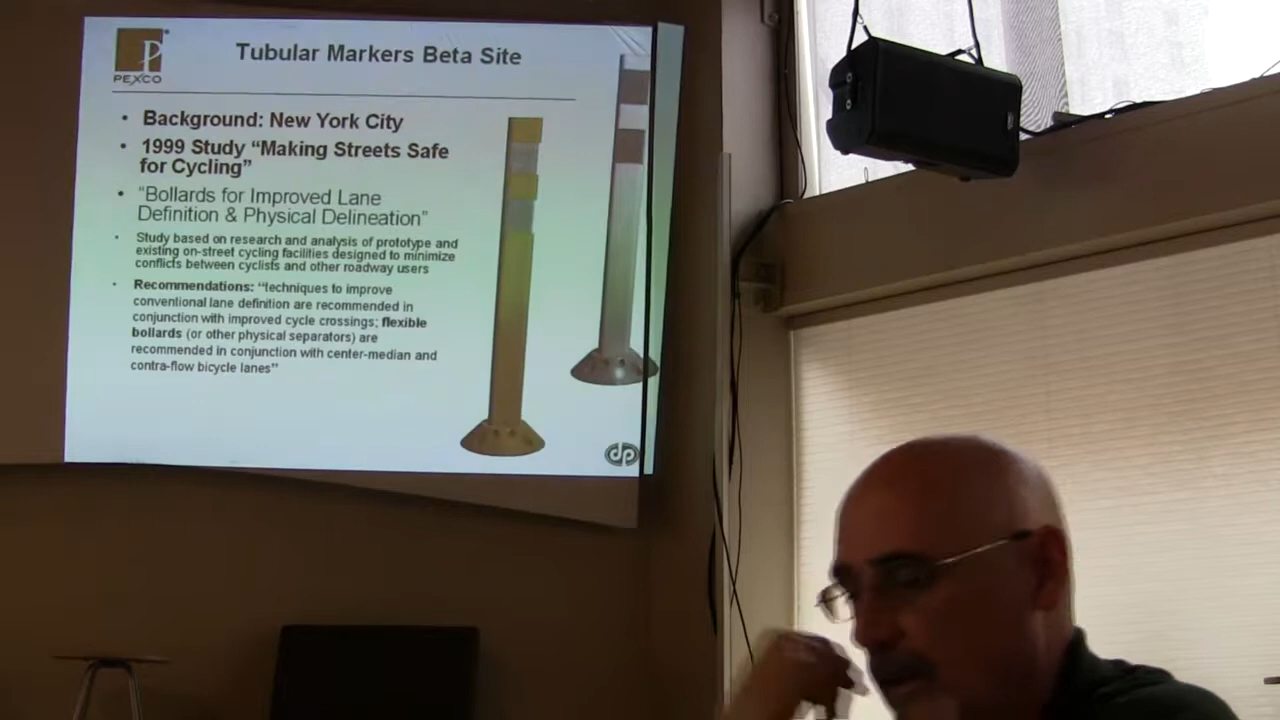 Tubular Markers Beta Site
PEXCO
• Background: New York City
• 1999 Study “Making Streets Safe
for Cycling”
• “Bollards for Improved Lane
Definition & Physical Delineation”
• Study based on research and analysis of prototype and
existing on-street cycling facilities designed to minimize
conflicts between cyclists and other roadway users
• Recommendations: “techniques to improve
conventional lane definition are recommended in
conjunction with improved cycle crossings; flexible
bollards (or other physical separators) are
recommended in conjunction with center-median and
contra-flow bicycle lanes”
dp